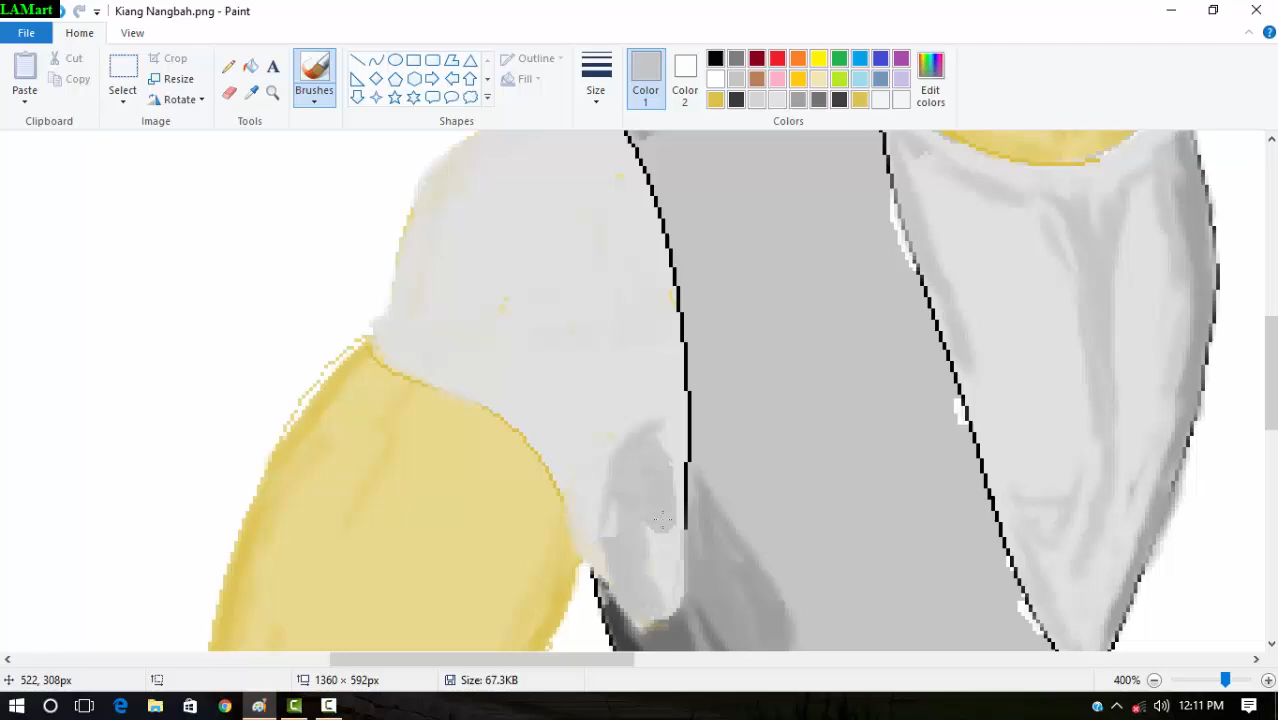 LAMart
Kiang Nangbah.png - Paint
File
Home
View
Paste
Cut
Copy
Clipboard
Select
Crop
Resize
Rotate
Image
A
Tools
Brushes
Outline
Fill
Shapes
Size
Color 1
Color 2
Edit colors
Colors
522, 308px
1360 × 592px
Size: 67.3KB
400%
12:11 PM